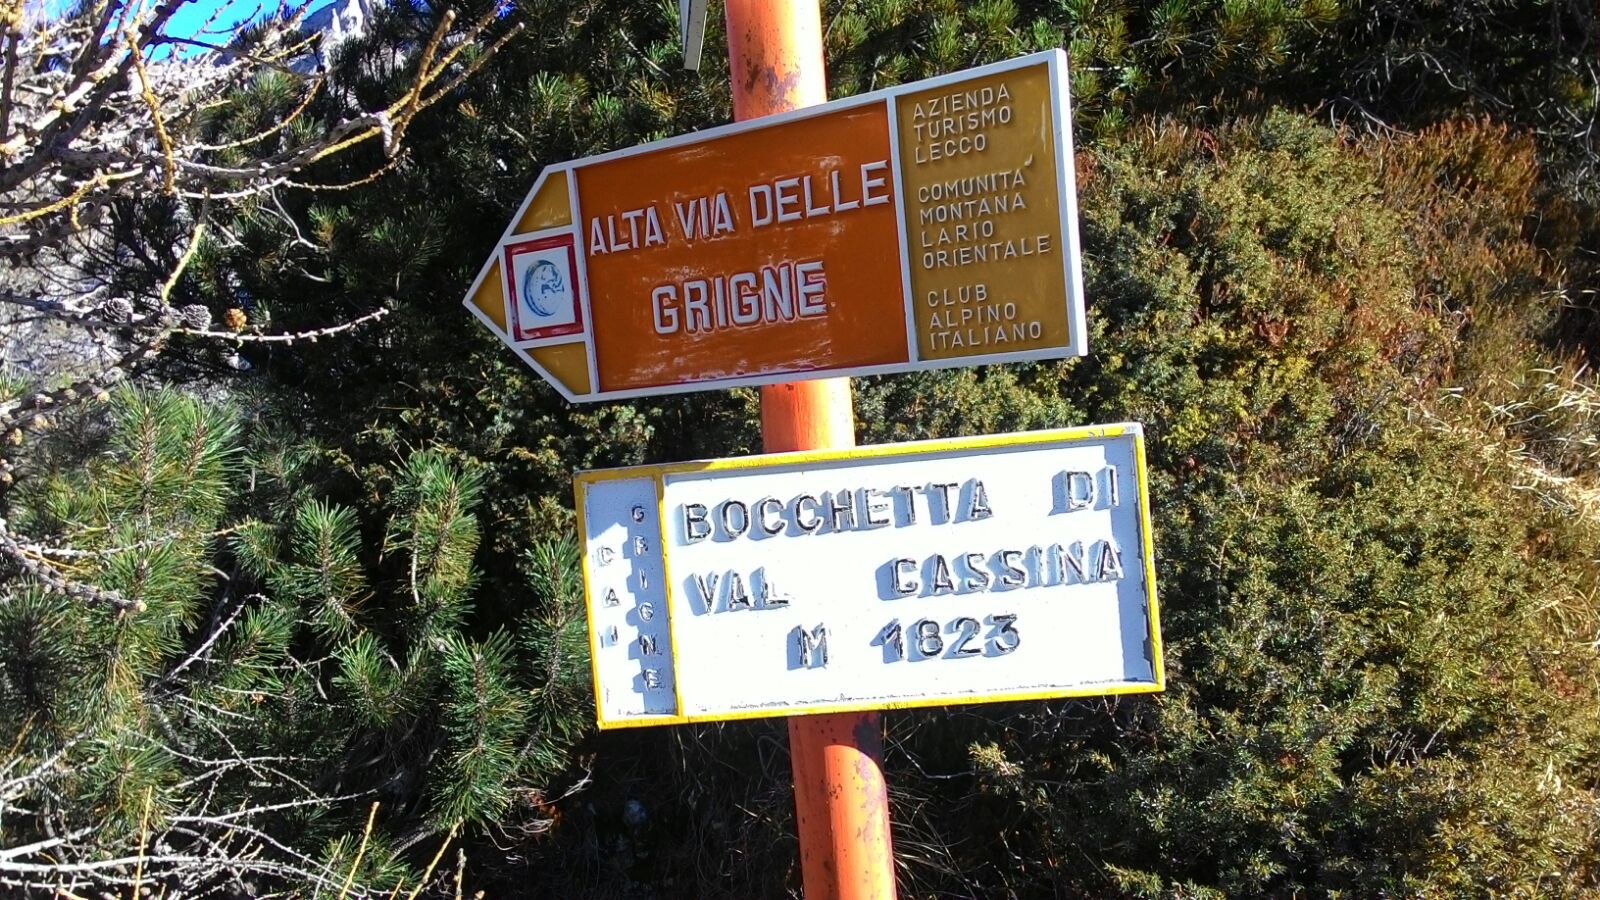 ALTA VIA DELLE
GRIGNE
AZIENDA
TURISMO
LECCO
COMUNITA'
MONTANA
LARIO
ORIENTALE
CLUB
ALPINO
ITALIANO
CAI
GRIGNE
BOCCHETTA DI
VAL CASSINA
M 1823